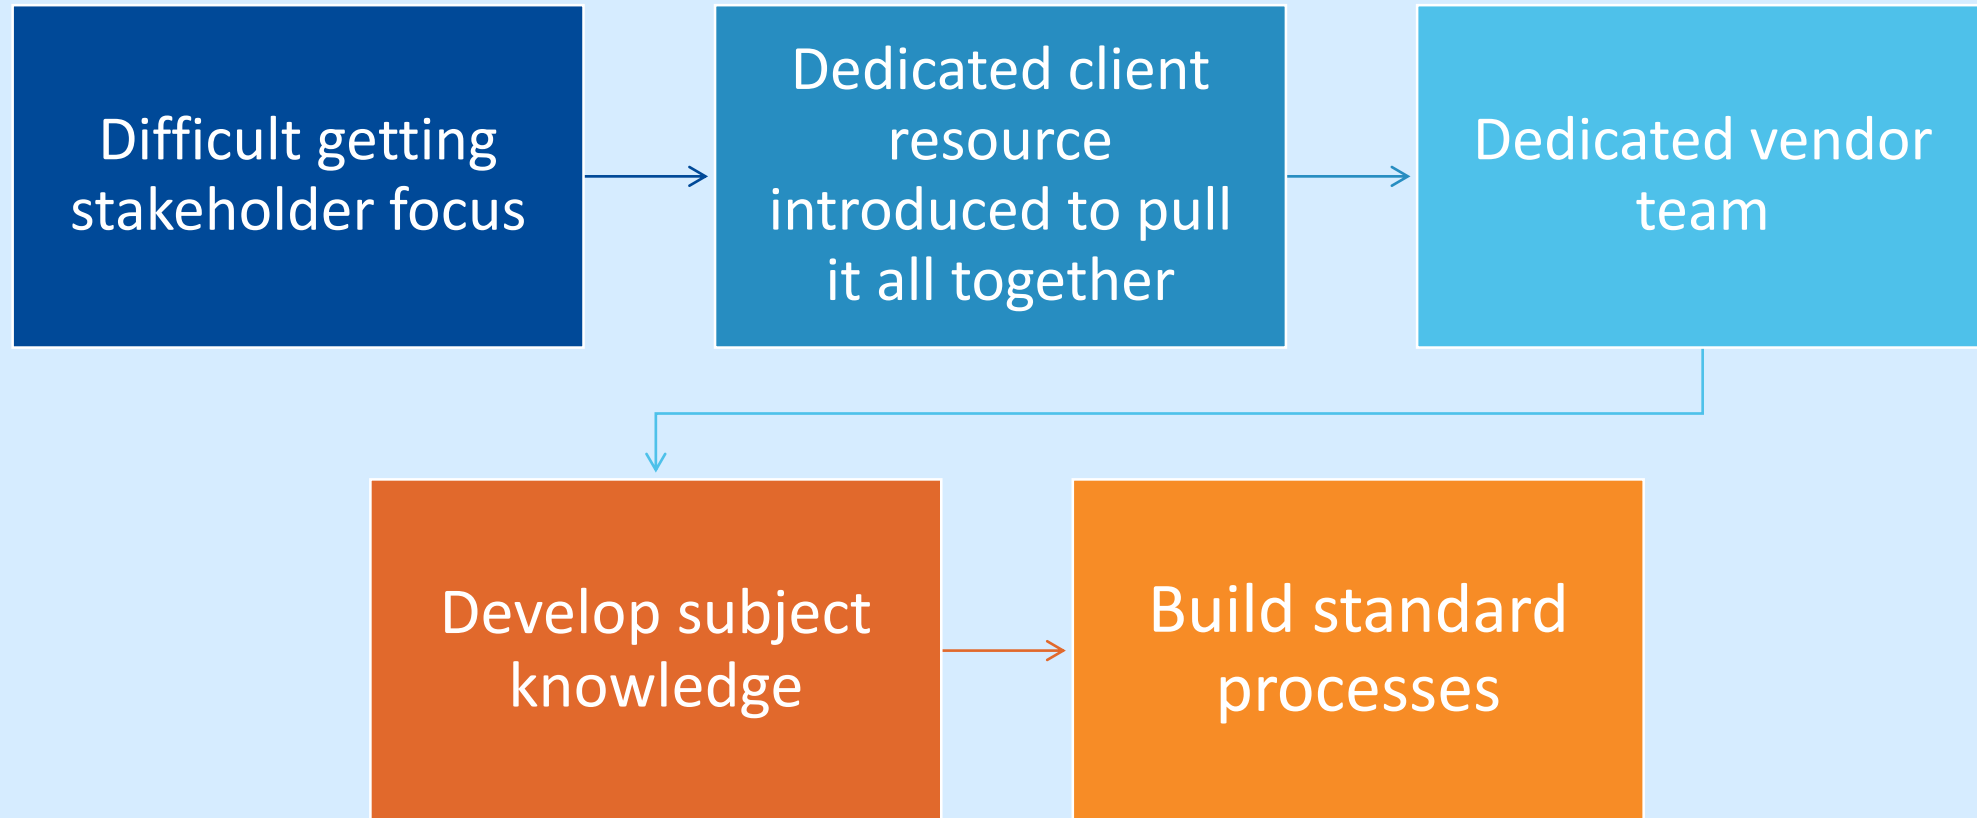 Difficult getting
stakeholder focus
Dedicated client
resource
introduced to pull
it all together
Dedicated vendor
team
Develop subject
knowledge
Build standard
processes